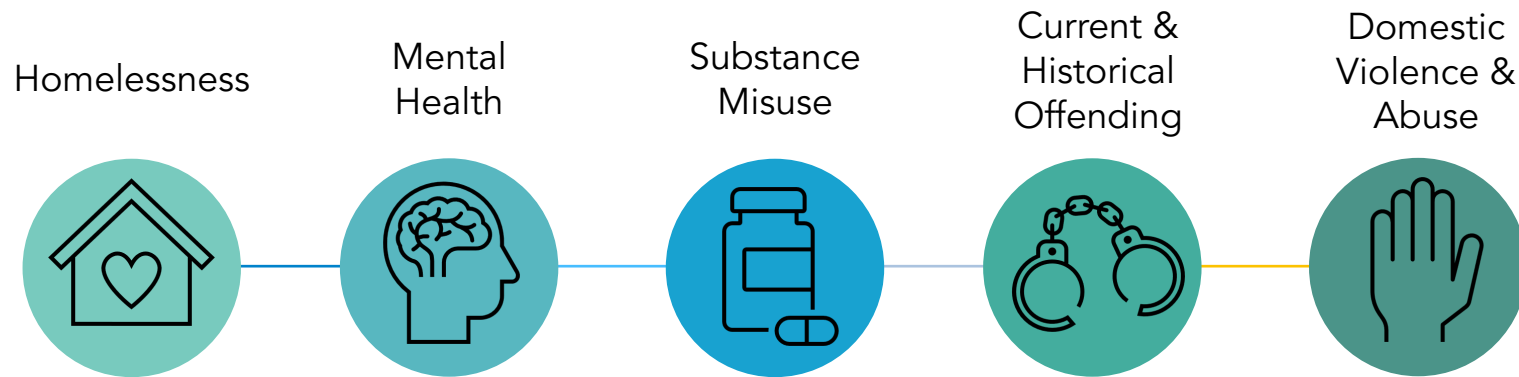 Homelessness
Mental
Health
Substance
Misuse
Current &
Historical
Offending
Domestic
Violence &
Abuse